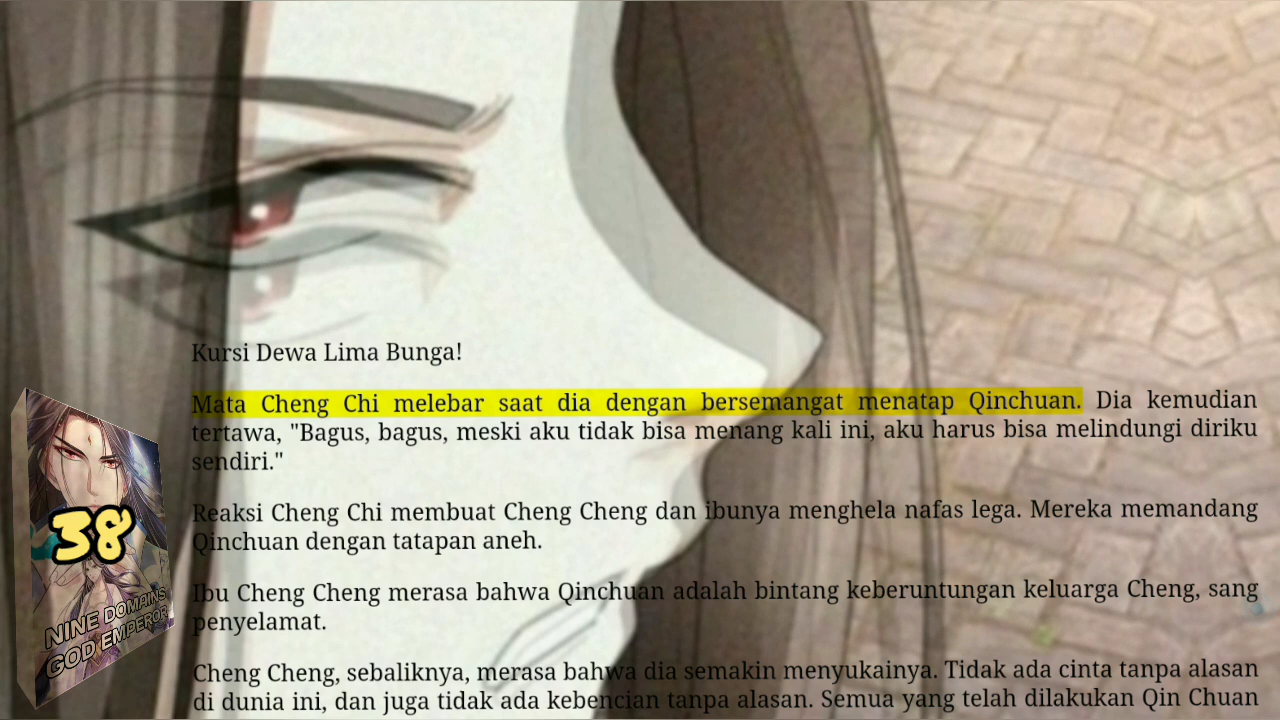 Kursi Dewa Lima Bunga!
Mata Cheng Chi melebar saat dia dengan bersemangat menatap Qinchuan. Dia kemudian
tertawa, "Bagus, bagus, meski aku tidak bisa menang kali ini, aku harus bisa melindungi diriku
sendiri."
Reaksi Cheng Chi membuat Cheng Cheng dan ibunya menghela nafas lega. Mereka memandang
Qinchuan dengan tatapan aneh.
Ibu Cheng Cheng merasa bahwa Qinchuan adalah bintang keberuntungan keluarga Cheng, sang
penyelamat.
Cheng Cheng, sebaliknya, merasa bahwa dia semakin menyukainya. Tidak ada cinta tanpa alasan
di dunia ini, dan juga tidak ada kebencian tanpa alasan. Semua yang telah dilakukan Qin Chuan
38
NINE DOMAINS
GOD EMPEROR